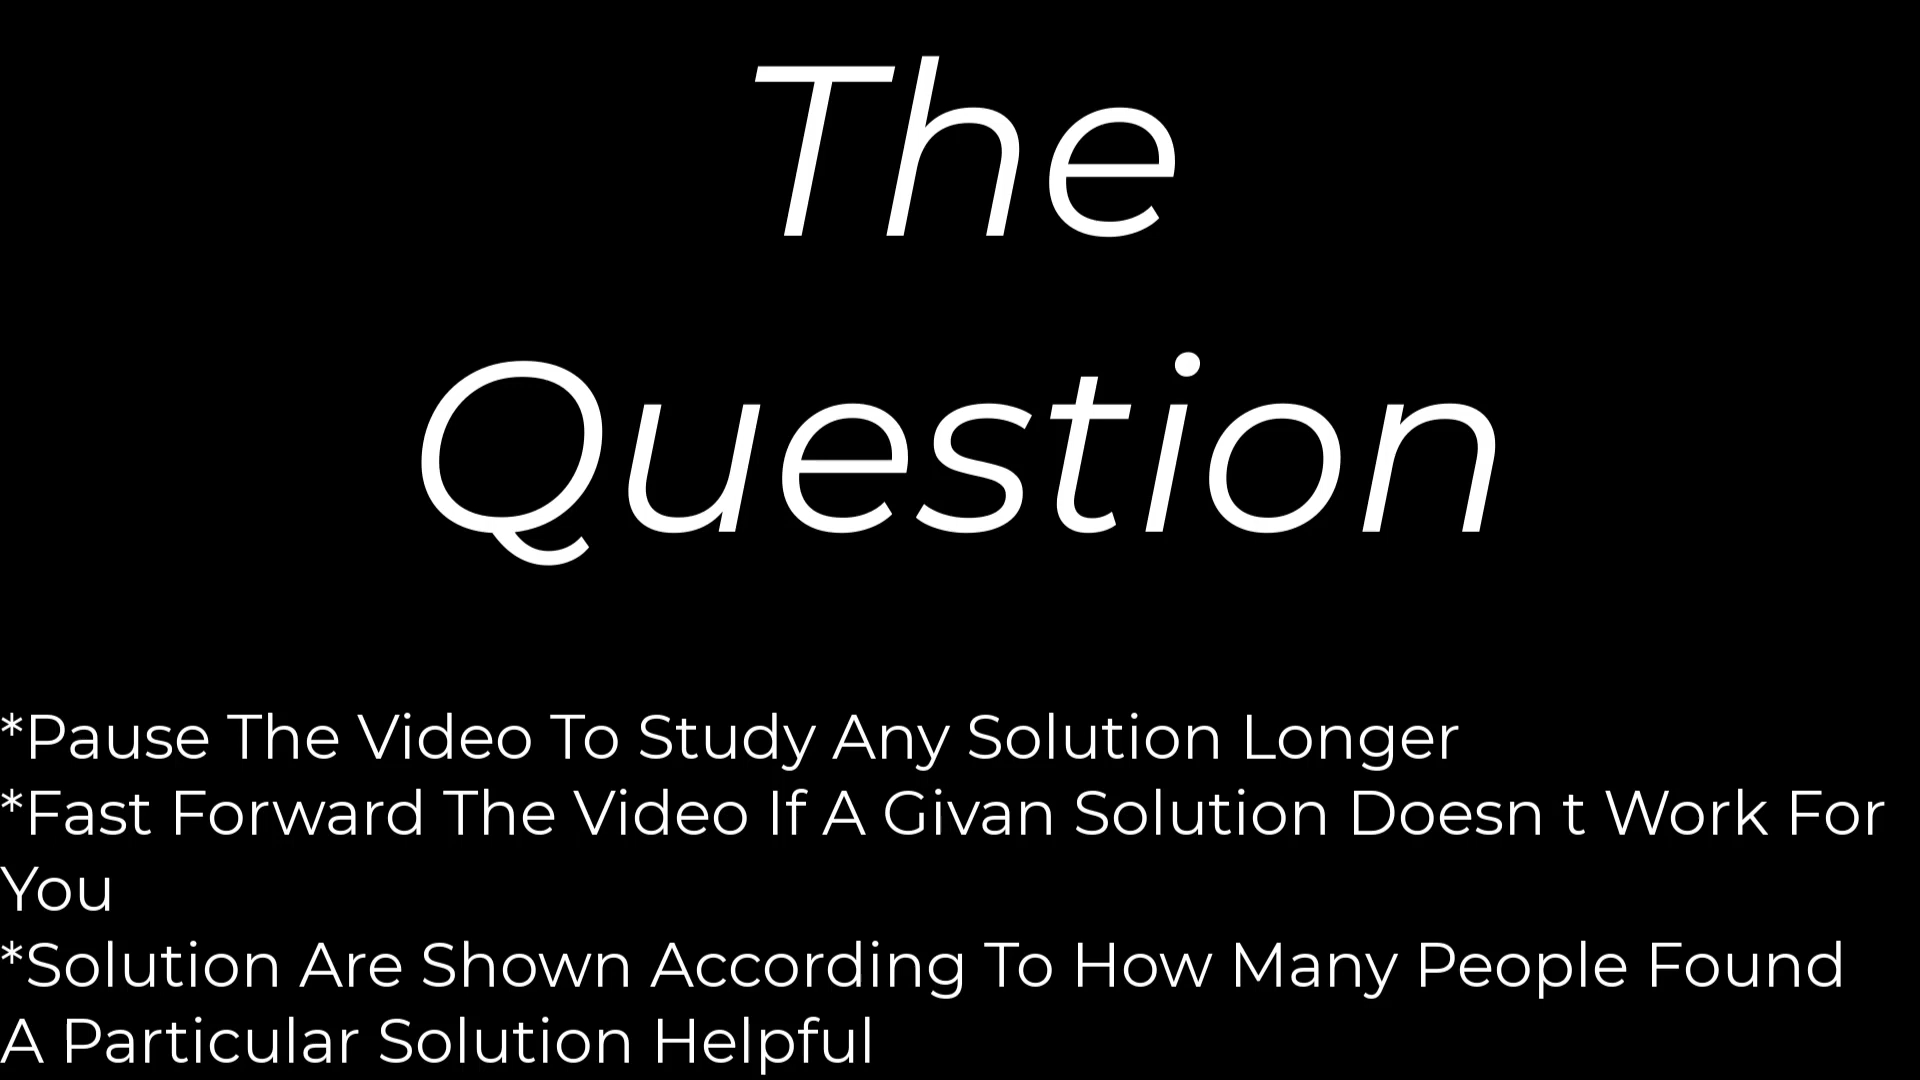 The
Question
*Pause The Video To Study Any Solution Longer
*Fast Forward The Video If A Givan Solution Doesn t Work For
You
*Solution Are Shown According To How Many People Found
A Particular Solution Helpful